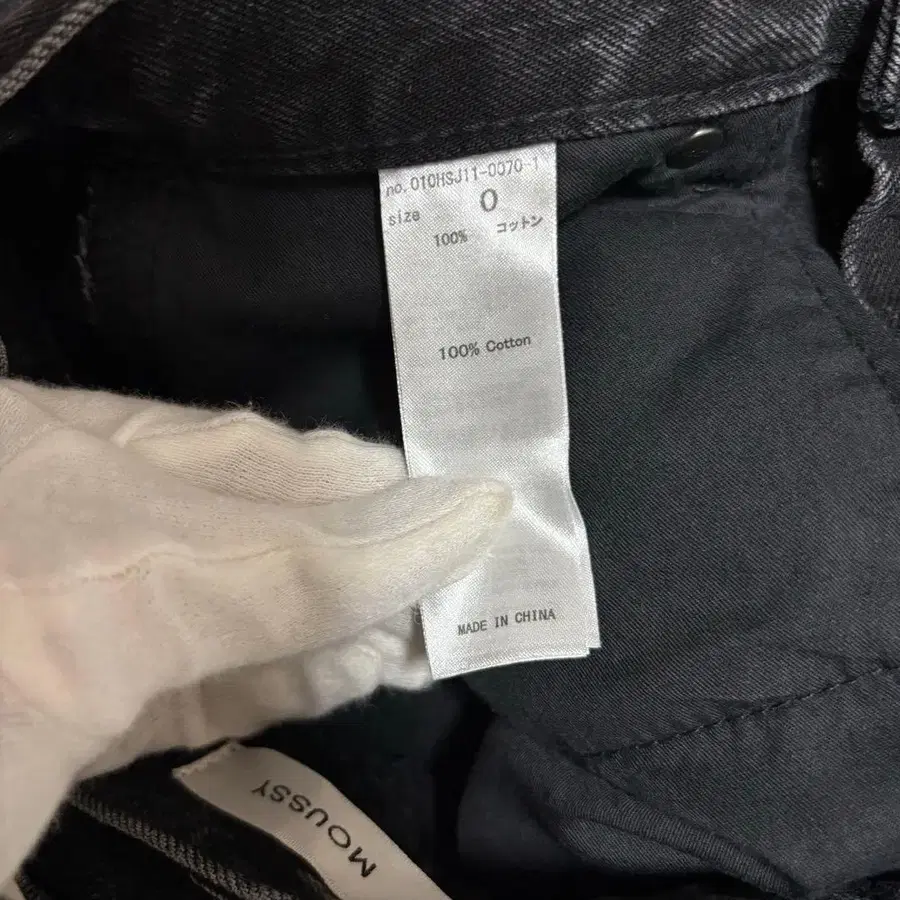 no. 010HSJ11-0070-1
size 0
100% コットン
100% Cotton
MADE IN CHINA
MOUSSY